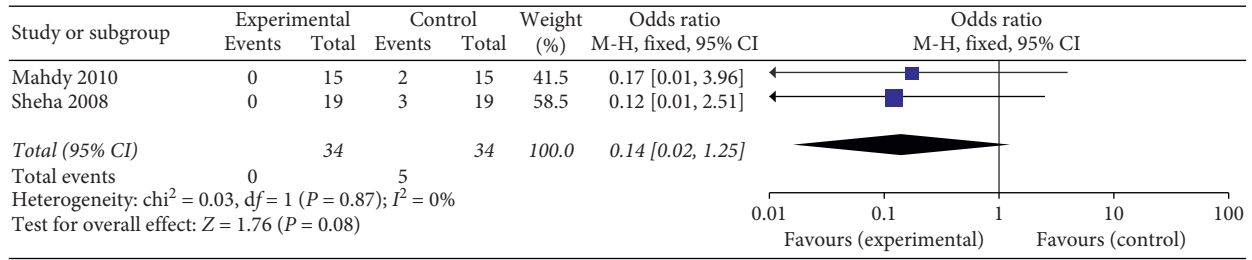 Study or subgroup Experimental Control Weight Odds ratio Odds ratio
Events Total Events Total (%) M-H, fixed, 95% CI M-H, fixed, 95% CI
Mahdy 2010 0 15 2 15 41.5 0.17 [0.01, 3.96]
Sheha 2008 0 19 3 19 58.5 0.12 [0.01, 2.51]
Total (95% CI) 34 34 100.0 0.14 [0.02, 1.25]
Total events 0 5
Heterogeneity: chi² = 0.03, df = 1 (P = 0.87); I² = 0%
Test for overall effect: Z = 1.76 (P = 0.08)
0.01 0.1 1 10 100
Favours (experimental) Favours (control)